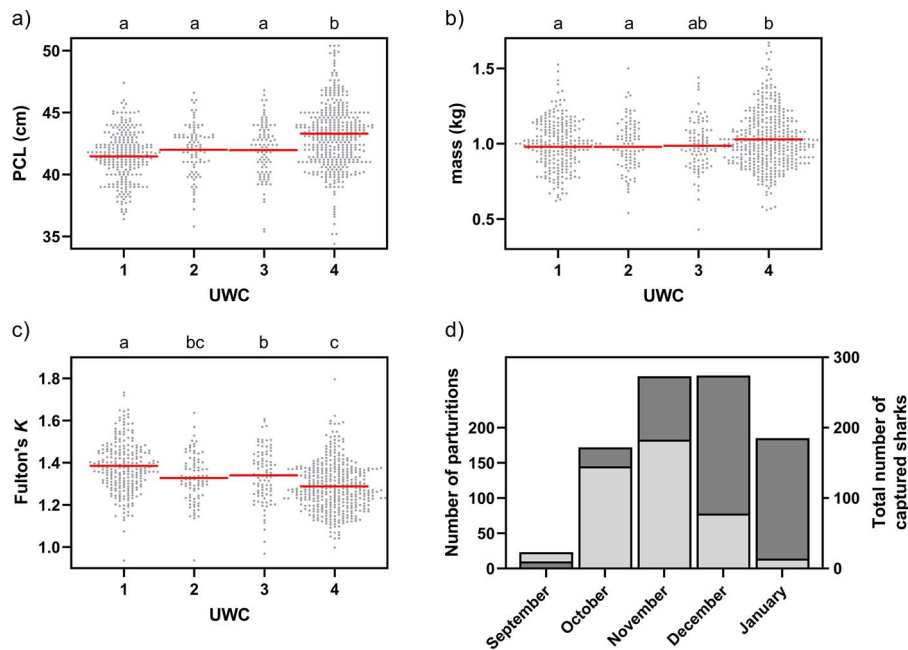 a)
a
a
a
b
50
45
40
35
PCL (cm)
1
2
3
4
UWC
b)
a
a
ab
b
1.5
1.0
0.5
mass (kg)
1
2
3
4
UWC
c)
a
bc
b
c
1.8
1.6
1.4
1.2
1.0
Fulton's K
1
2
3
4
UWC
d)
200
150
100
50
0
Number of parturitions
300
200
100
0
Total number of
captured sharks
September
October
November
December
January